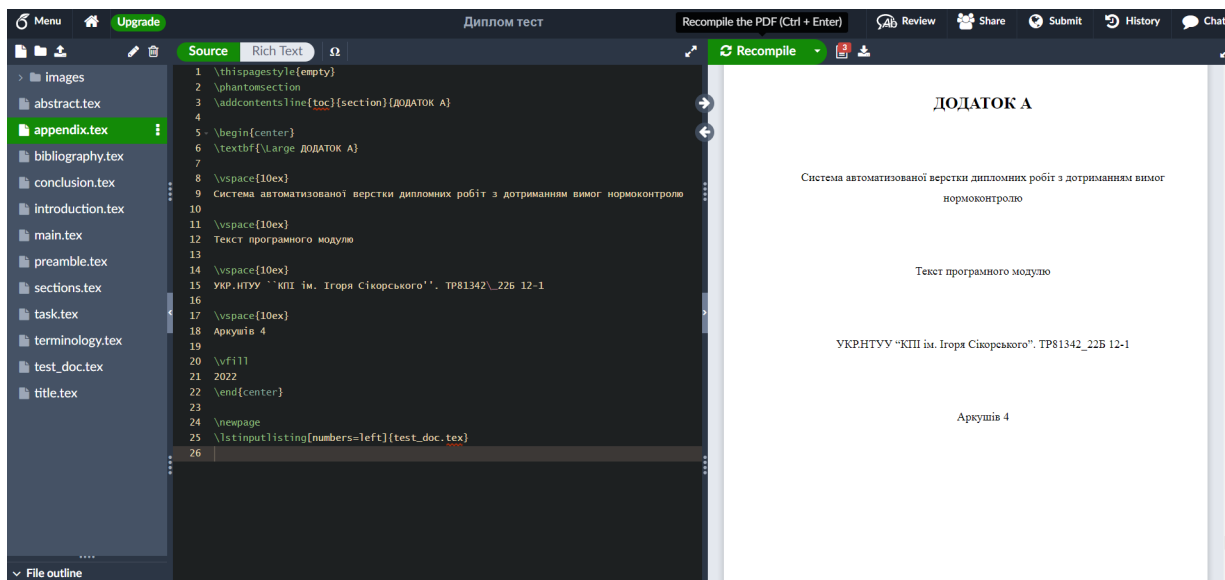 Menu
Upgrade
Диплом тест
Recompile the PDF (Ctrl + Enter)
Review
Share
Submit
History
Chat
Source
Rich Text
Ω
Recompile
3
images
abstract.tex
appendix.tex
bibliography.tex
conclusion.tex
introduction.tex
main.tex
preamble.tex
sections.tex
task.tex
terminology.tex
test_doc.tex
title.tex
File outline
1 \thispagestyle{empty}
2 \phantomsection
3 \addcontentsline{toc}{section}{ДОДАТОК А}
4
5 \begin{center}
6 \textbf{\Large ДОДАТОК А}
7
8 \vspace{10ex}
9 Система автоматизованої верстки дипломних робіт з дотриманням вимог нормоконтролю
10
11 \vspace{10ex}
12 Текст програмного модулю
13
14 \vspace{10ex}
15 УКР.НТУУ ``КПІ ім. Ігоря Сікорського''. ТР81342\_22Б 12-1
16
17 \vspace{10ex}
18 Аркушів 4
19
20 \vfill
21 2022
22 \end{center}
23
24 \newpage
25 \lstinputlisting[numbers=left]{test_doc.tex}
26
ДОДАТОК А
Система автоматизованої верстки дипломних робіт з дотриманням вимог
нормоконтролю
Текст програмного модулю
УКР.НТУУ “КПІ ім. Ігоря Сікорського”. ТР81342_22Б 12-1
Аркушів 4